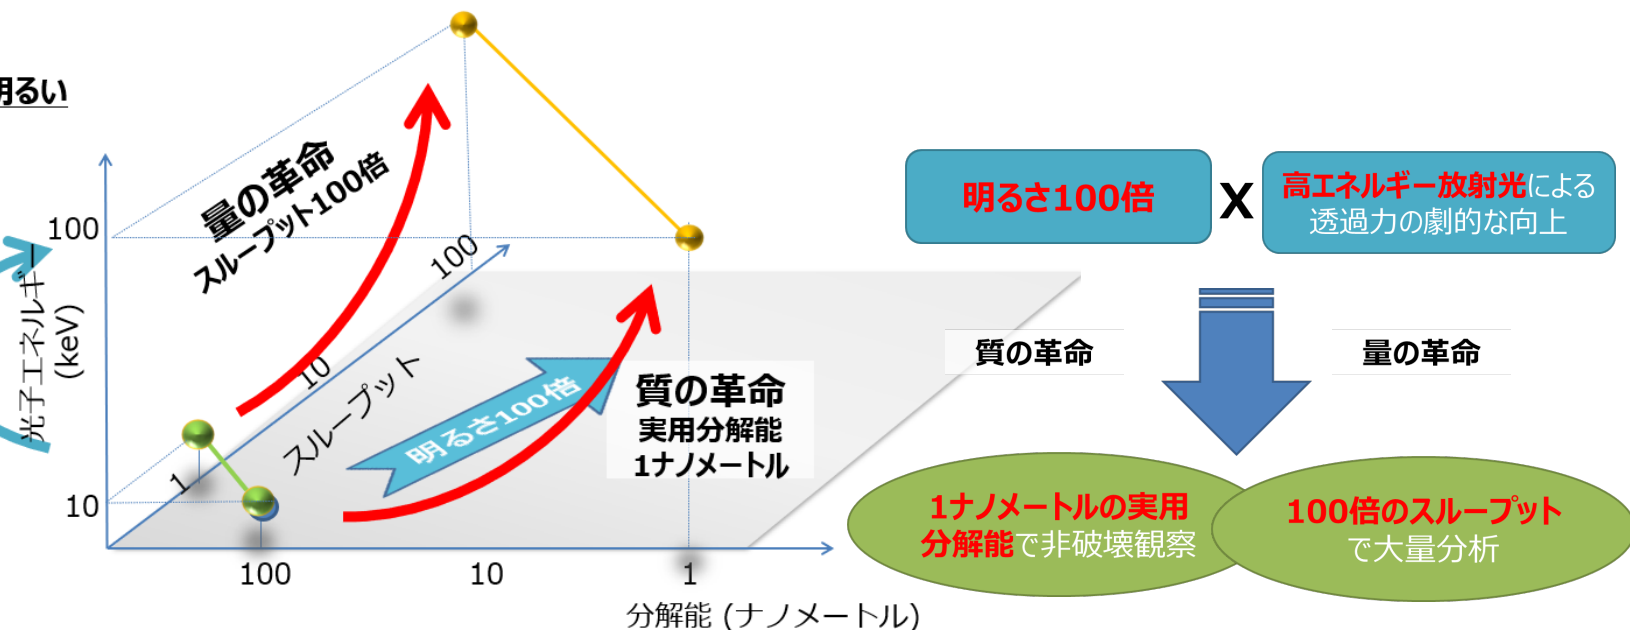 明るい
量の革命
スループット100倍
100
光子エネルギー
(keV)
10
100
10
1
スループット
明るさ100倍
質の革命
実用分解能
1ナノメートル
100
10
1
分解能 (ナノメートル)
明るさ100倍
X
高エネルギー放射光による
透過力の劇的な向上
質の革命
量の革命
1ナノメートルの実用
分解能で非破壊観察
100倍のスループット
で大量分析